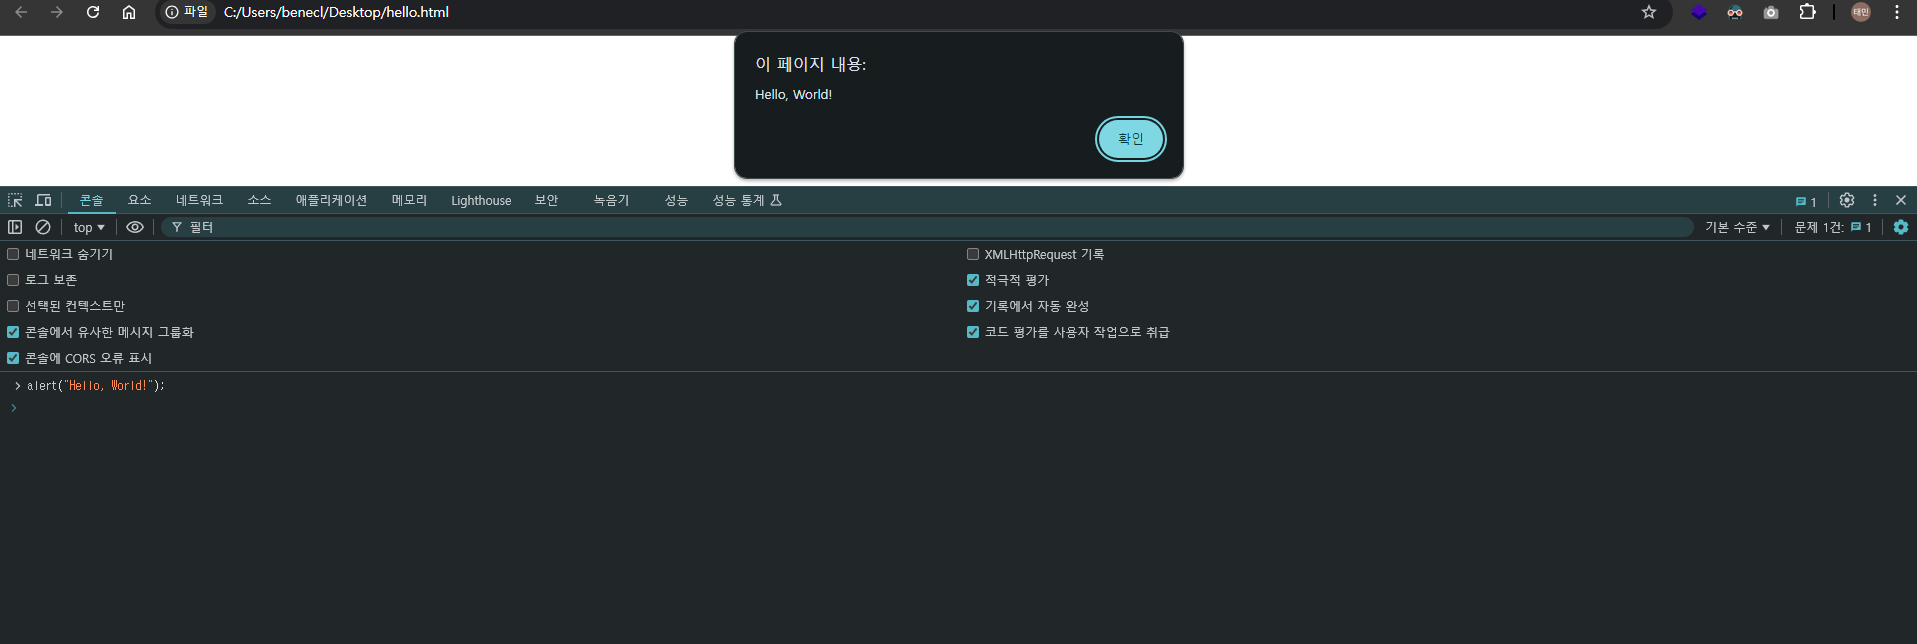 파일 C:/Users/benecl/Desktop/hello.html 태민
이 페이지 내용:
Hello, World!
확인
콘솔 요소 네트워크 소스 애플리케이션 메모리 Lighthouse 보안 녹음기 성능 성능 통계 1
top 필터 기본 수준 문제 1건: 1
네트워크 숨기기
로그 보존
선택된 컨텍스트만
콘솔에서 유사한 메시지 그룹화
콘솔에 CORS 오류 표시
XMLHttpRequest 기록
적극적 평가
기록에서 자동 완성
코드 평가를 사용자 작업으로 취급
> alert("Hello, World!");
>